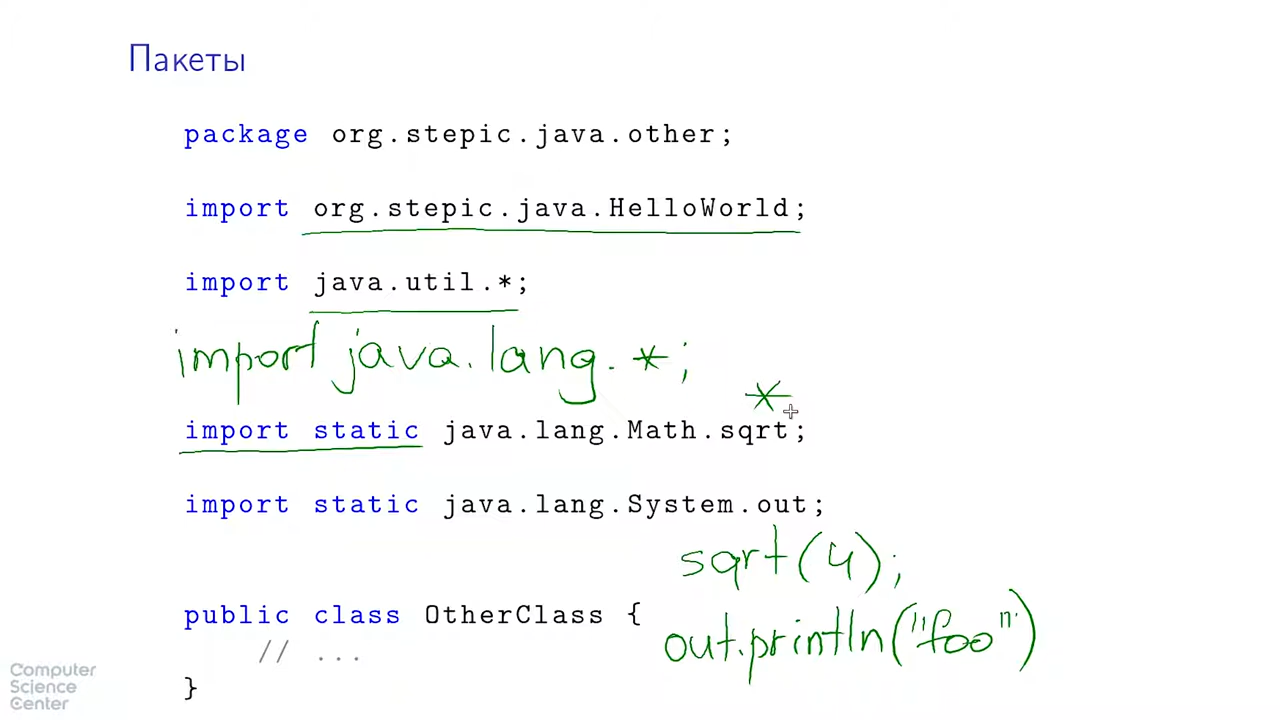 Пакеты
package org.stepic.java.other;
import org.stepic.java.HelloWorld;
import java.util.*;
import java.lang.*;
*
import static java.lang.Math.sqrt;
import static java.lang.System.out;
sqrt(4);
public class OtherClass {
out.println("foo")
// ...
}
Computer
Science
Center